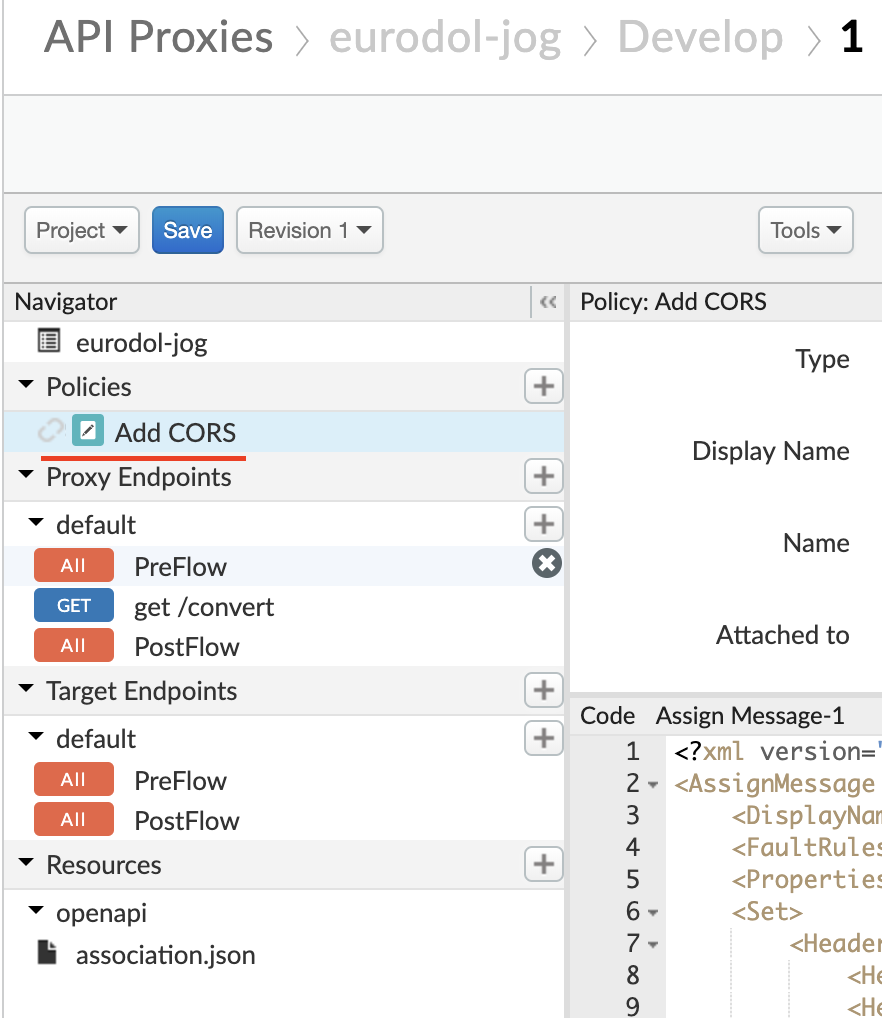 API Proxies > eurodol-jog > Develop > 1
Project Save Revision 1 Tools
Navigator
eurodol-jog
Policies
Add CORS
Proxy Endpoints
default
All PreFlow
GET get /convert
All PostFlow
Target Endpoints
default
All PreFlow
All PostFlow
Resources
openapi
association.json
Policy: Add CORS
Type
Display Name
Name
Attached to
Code Assign Message-1
1 <?xml version=
2 <AssignMessage
3 <DisplayNam
4 <FaultRules
5 <Properties
6 <Set>
7 <Header
8 <He
9 <He